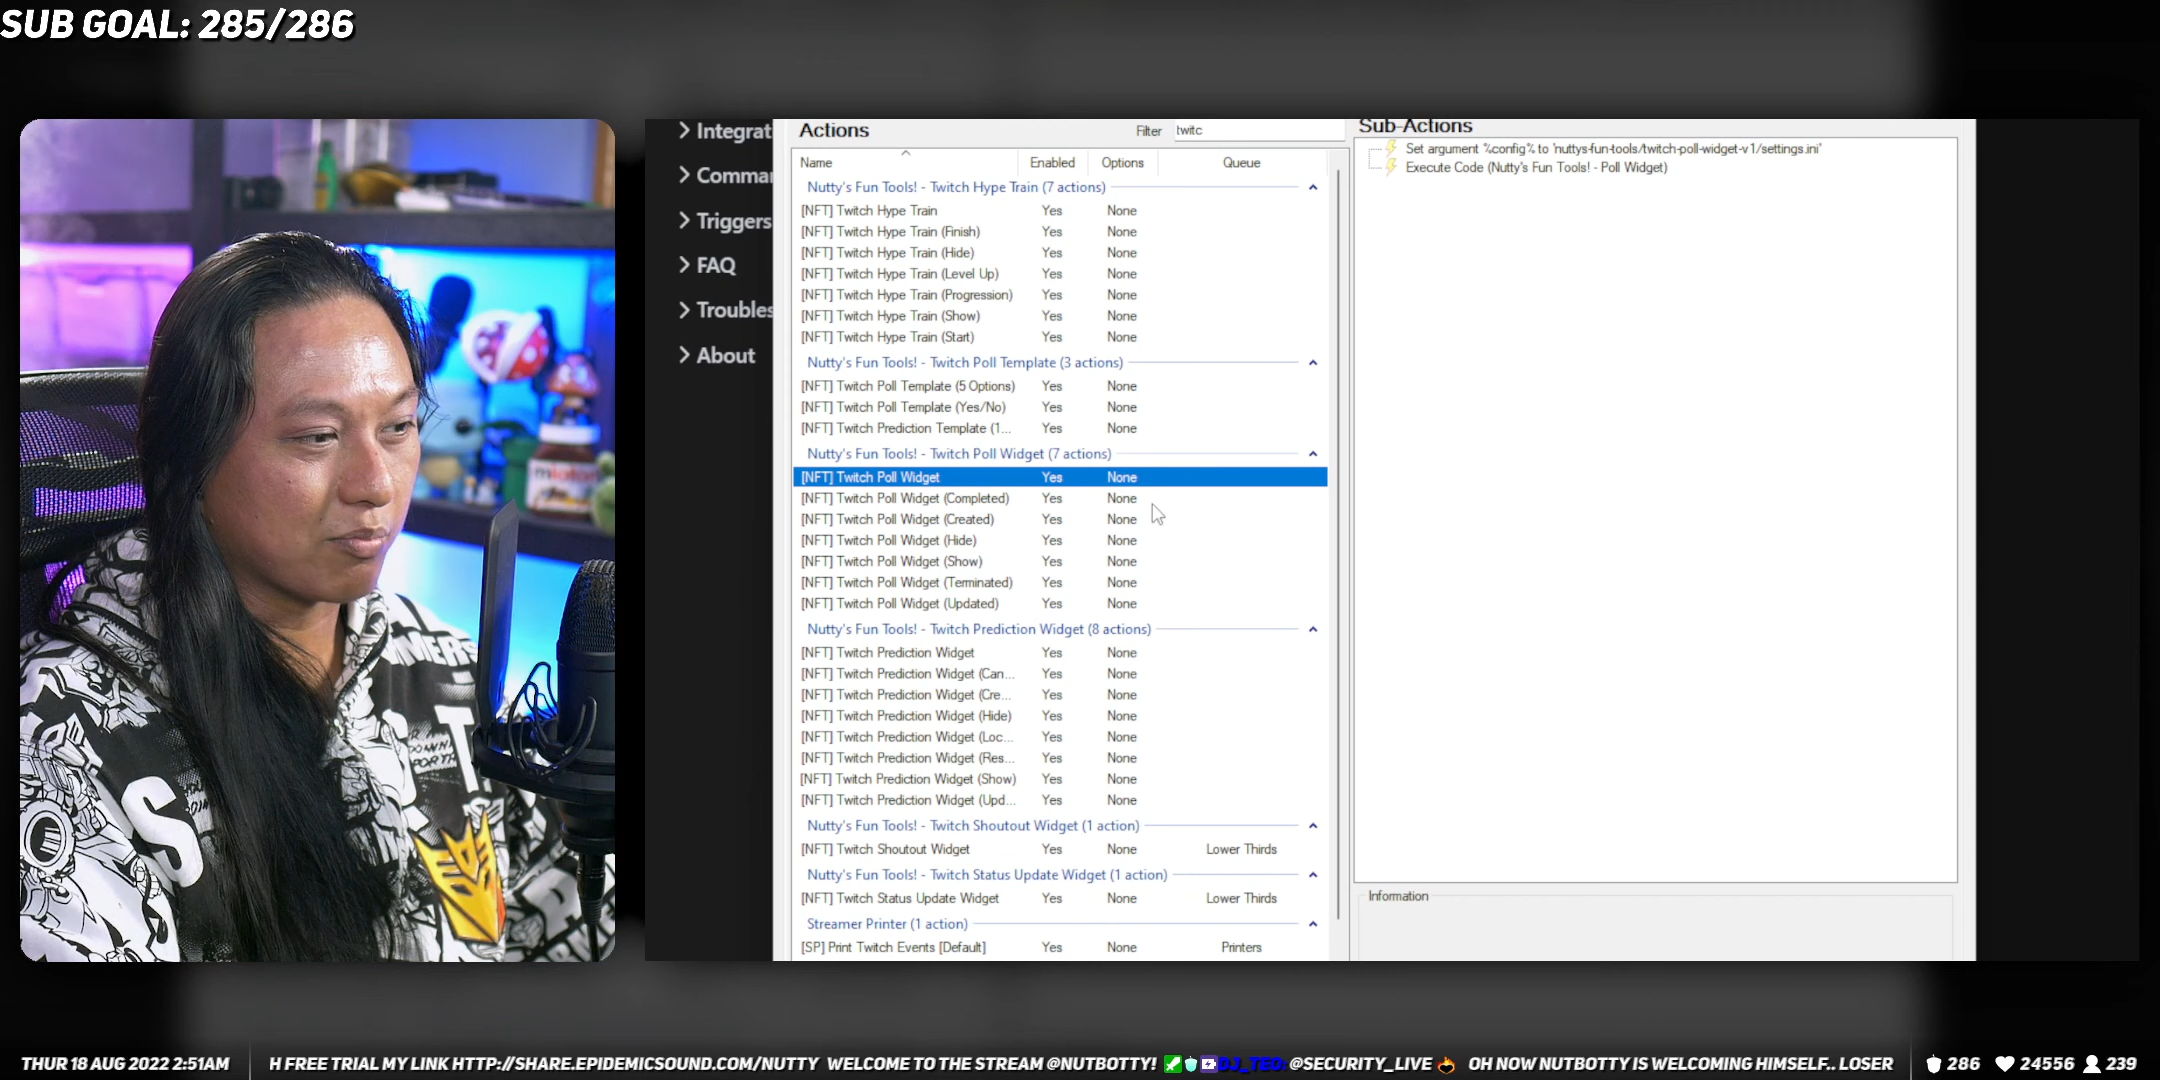 SUB GOAL: 285/286
Integrat
Comma
Triggers
FAQ
Troubles
About
Actions
Filter
twitc
Name Enabled Options Queue
Nutty's Fun Tools! - Twitch Hype Train (7 actions)
[NFT] Twitch Hype Train Yes None
[NFT] Twitch Hype Train (Finish) Yes None
[NFT] Twitch Hype Train (Hide) Yes None
[NFT] Twitch Hype Train (Level Up) Yes None
[NFT] Twitch Hype Train (Progression) Yes None
[NFT] Twitch Hype Train (Show) Yes None
[NFT] Twitch Hype Train (Start) Yes None
Nutty's Fun Tools! - Twitch Poll Template (3 actions)
[NFT] Twitch Poll Template (5 Options) Yes None
[NFT] Twitch Poll Template (Yes/No) Yes None
[NFT] Twitch Prediction Template (1... Yes None
Nutty's Fun Tools! - Twitch Poll Widget (7 actions)
[NFT] Twitch Poll Widget Yes None
[NFT] Twitch Poll Widget (Completed) Yes None
[NFT] Twitch Poll Widget (Created) Yes None
[NFT] Twitch Poll Widget (Hide) Yes None
[NFT] Twitch Poll Widget (Show) Yes None
[NFT] Twitch Poll Widget (Terminated) Yes None
[NFT] Twitch Poll Widget (Updated) Yes None
Nutty's Fun Tools! - Twitch Prediction Widget (8 actions)
[NFT] Twitch Prediction Widget Yes None
[NFT] Twitch Prediction Widget (Can... Yes None
[NFT] Twitch Prediction Widget (Cre... Yes None
[NFT] Twitch Prediction Widget (Hide) Yes None
[NFT] Twitch Prediction Widget (Loc... Yes None
[NFT] Twitch Prediction Widget (Res... Yes None
[NFT] Twitch Prediction Widget (Show) Yes None
[NFT] Twitch Prediction Widget (Upd... Yes None
Nutty's Fun Tools! - Twitch Shoutout Widget (1 action)
[NFT] Twitch Shoutout Widget Yes None Lower Thirds
Nutty's Fun Tools! - Twitch Status Update Widget (1 action)
[NFT] Twitch Status Update Widget Yes None Lower Thirds
Streamer Printer (1 action)
[SP] Print Twitch Events [Default] Yes None Printers
Sub-Actions
Set argument %config% to 'nuttys-fun-tools/twitch-poll-widget-v1/settings.ini'
Execute Code (Nutty's Fun Tools! - Poll Widget)
Information
THUR 18 AUG 2022 2:51AM
H FREE TRIAL MY LINK HTTP://SHARE.EPIDEMICSOUND.COM/NUTTY WELCOME TO THE STREAM @NUTBOTTY! DJ_TEO: @SECURITY_LIVE OH NOW NUTBOTTY IS WELCOMING HIMSELF.. LOSER
286 24556 239